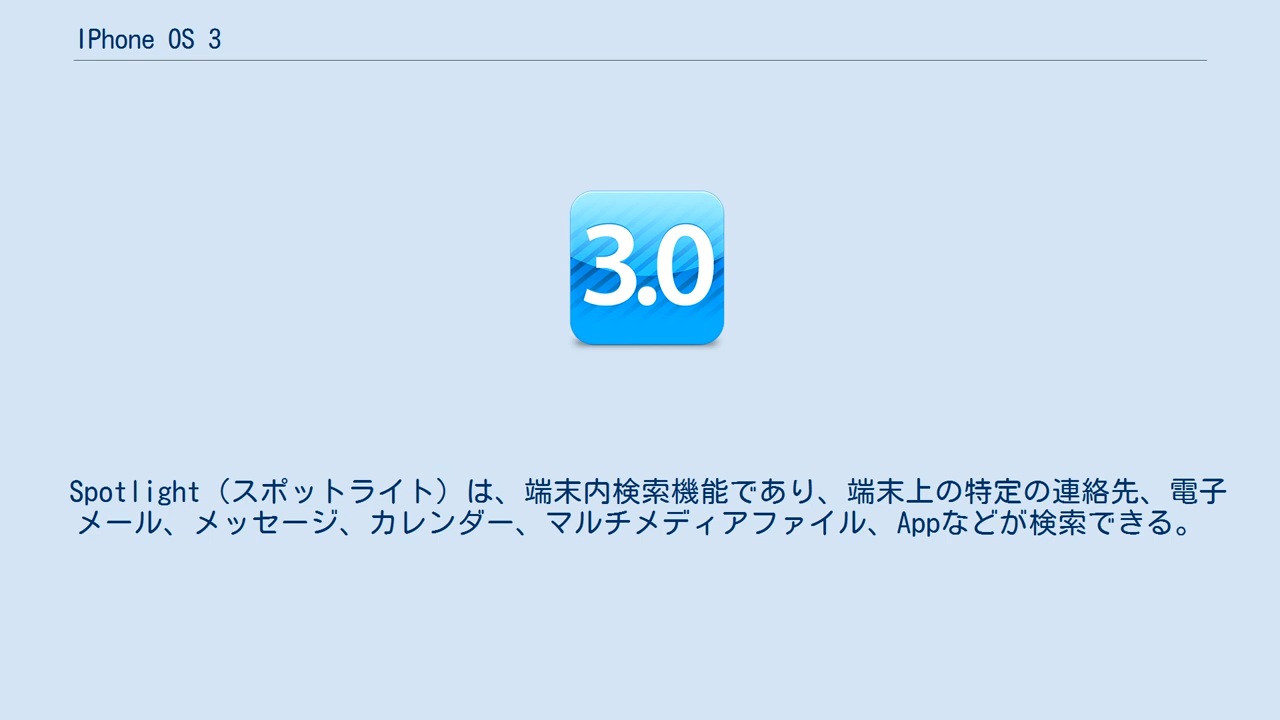 IPhone OS 3
3.0
Spotlight（スポットライト）は、端末内検索機能であり、端末上の特定の連絡先、電子
メール、メッセージ、カレンダー、マルチメディアファイル、Appなどが検索できる。